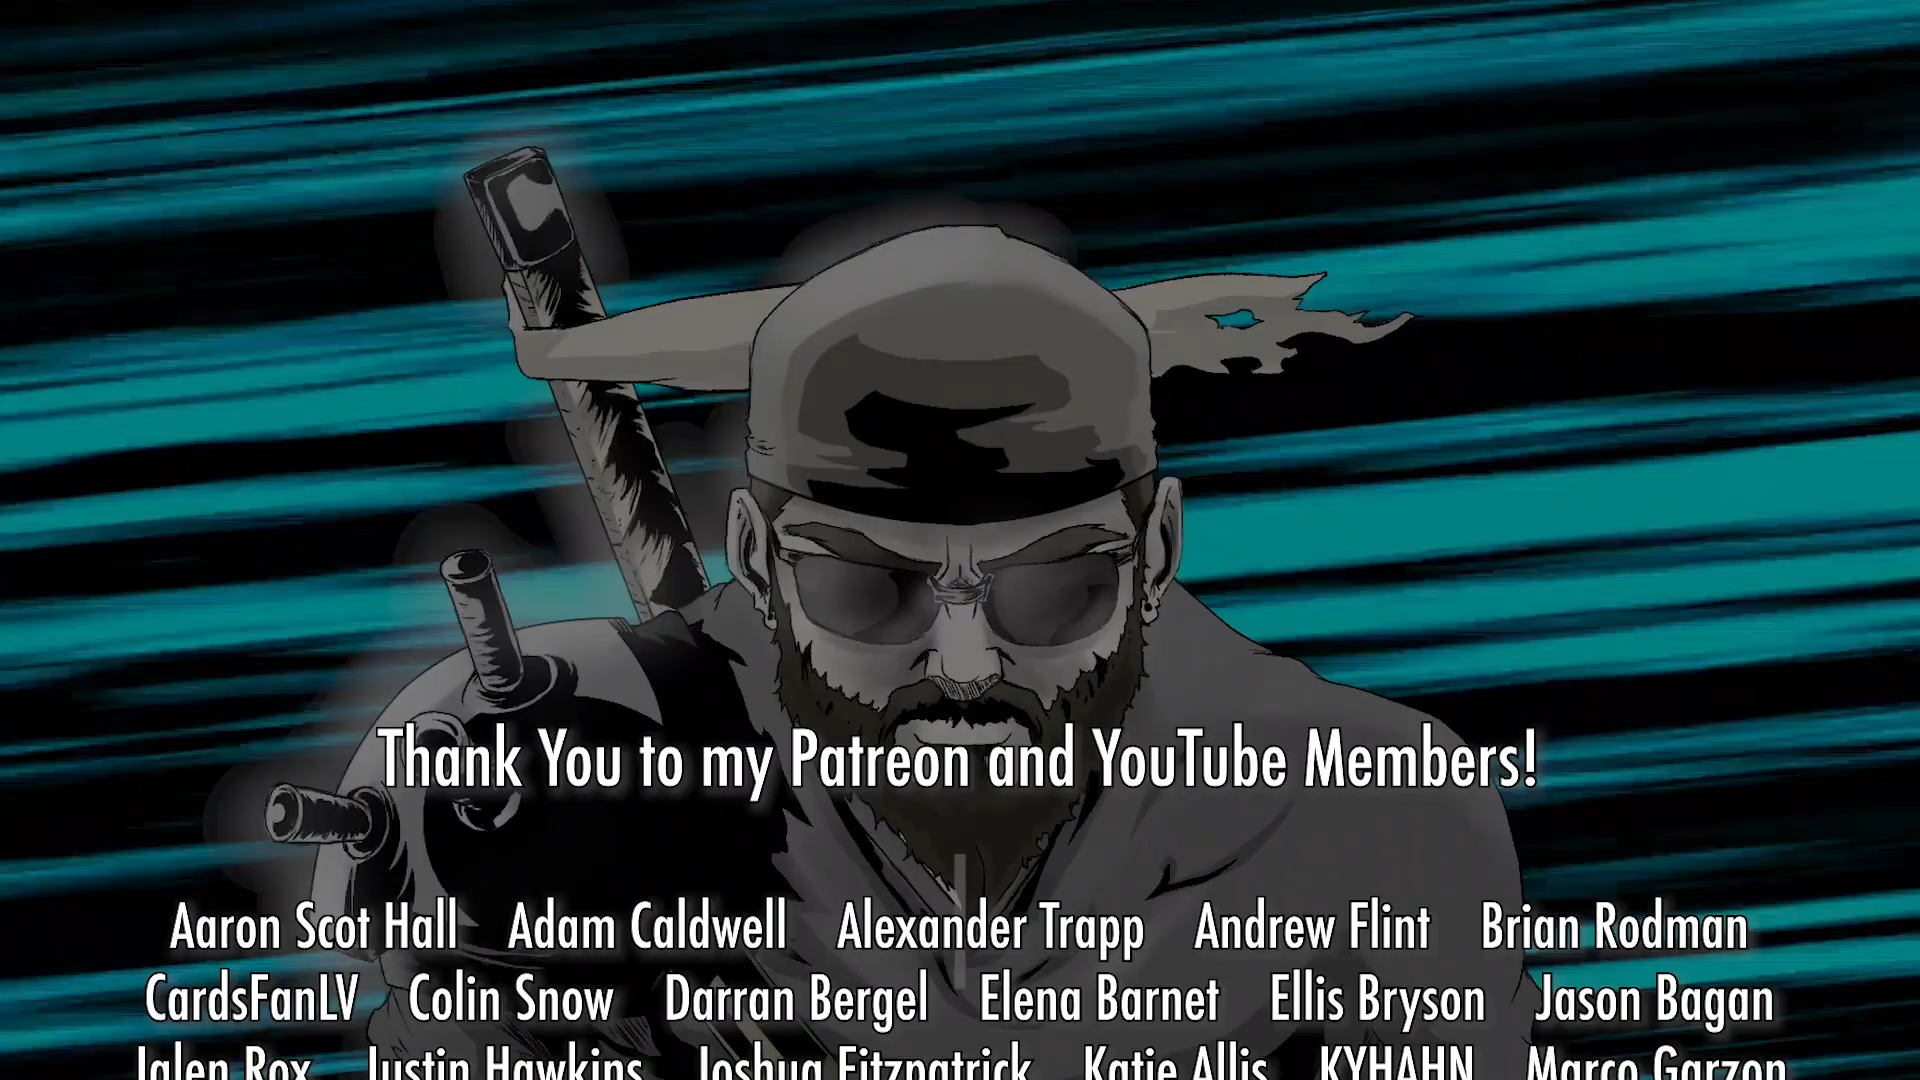 Thank You to my Patreon and YouTube Members!
Aaron Scot Hall Adam Caldwell Alexander Trapp Andrew Flint Brian Rodman
CardsFanLV Colin Snow Darran Bergel Elena Barnet Ellis Bryson Jason Bagan
Jalen Rox Justin Hawkins Joshua Fitzpatrick Katie Allis KYHAHN Marco Garzon